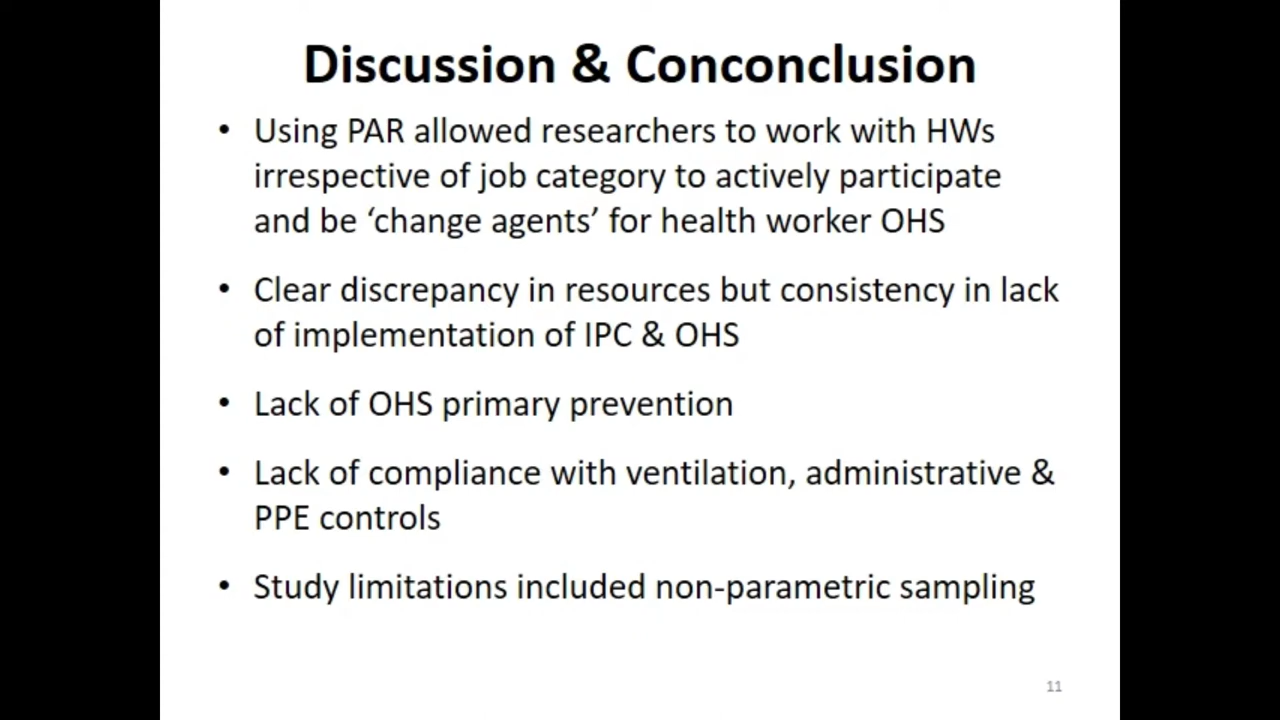 Discussion & Conconclusion
• Using PAR allowed researchers to work with HWs
irrespective of job category to actively participate
and be ‘change agents’ for health worker OHS
• Clear discrepancy in resources but consistency in lack
of implementation of IPC & OHS
• Lack of OHS primary prevention
• Lack of compliance with ventilation, administrative &
PPE controls
• Study limitations included non-parametric sampling
11